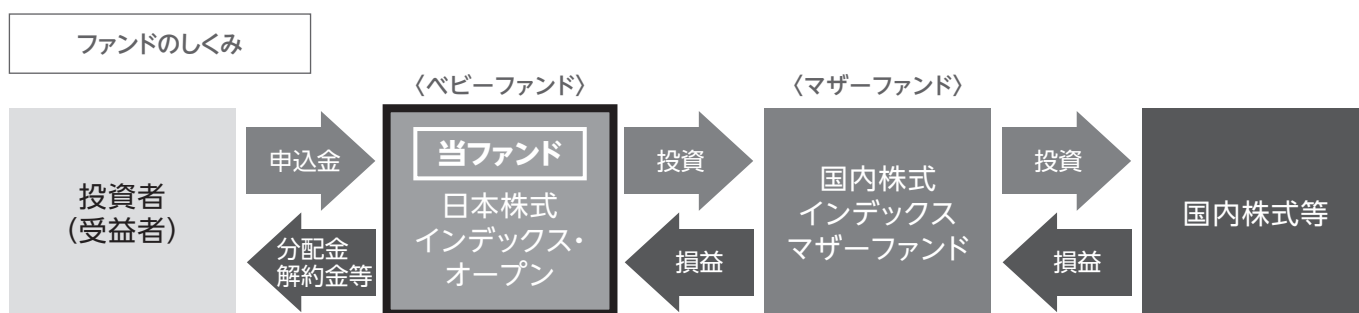 ファンドのしくみ
〈ベビーファンド〉
〈マザーファンド〉
投資者
（受益者）
申込金
分配金
解約金等
当ファンド
日本株式
インデックス・
オープン
投資
損益
国内株式
インデックス
マザーファンド
投資
損益
国内株式等